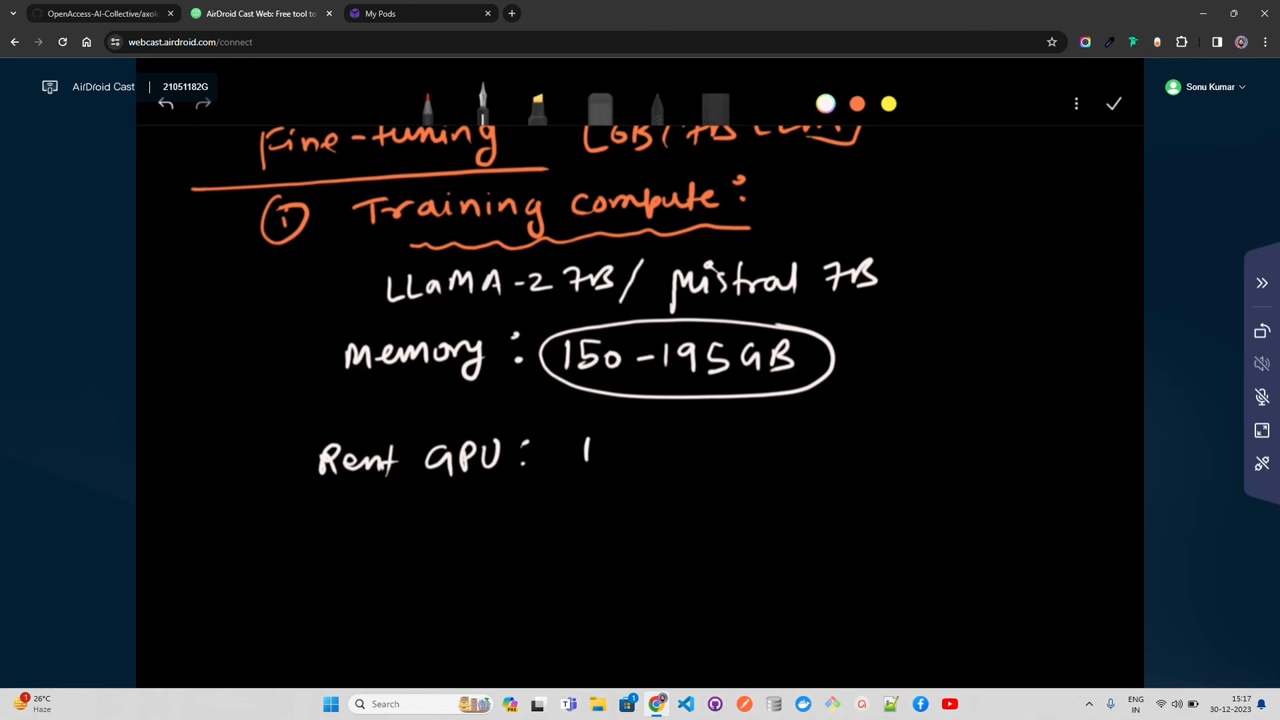 OpenAccess-AI-Collective/axol
AirDroid Cast Web: Free tool to
My Pods
webcast.airdroid.com/connect
AirDroid Cast
21051182G
Sonu Kumar
Fine-tuning
7B
① Training compute:
LLaMA-2 7B/ Mistral 7B
Memory: 150-195GB
Rent GPU: 1
26°C
Haze
Search
ENG
IN
15:17
30-12-2023